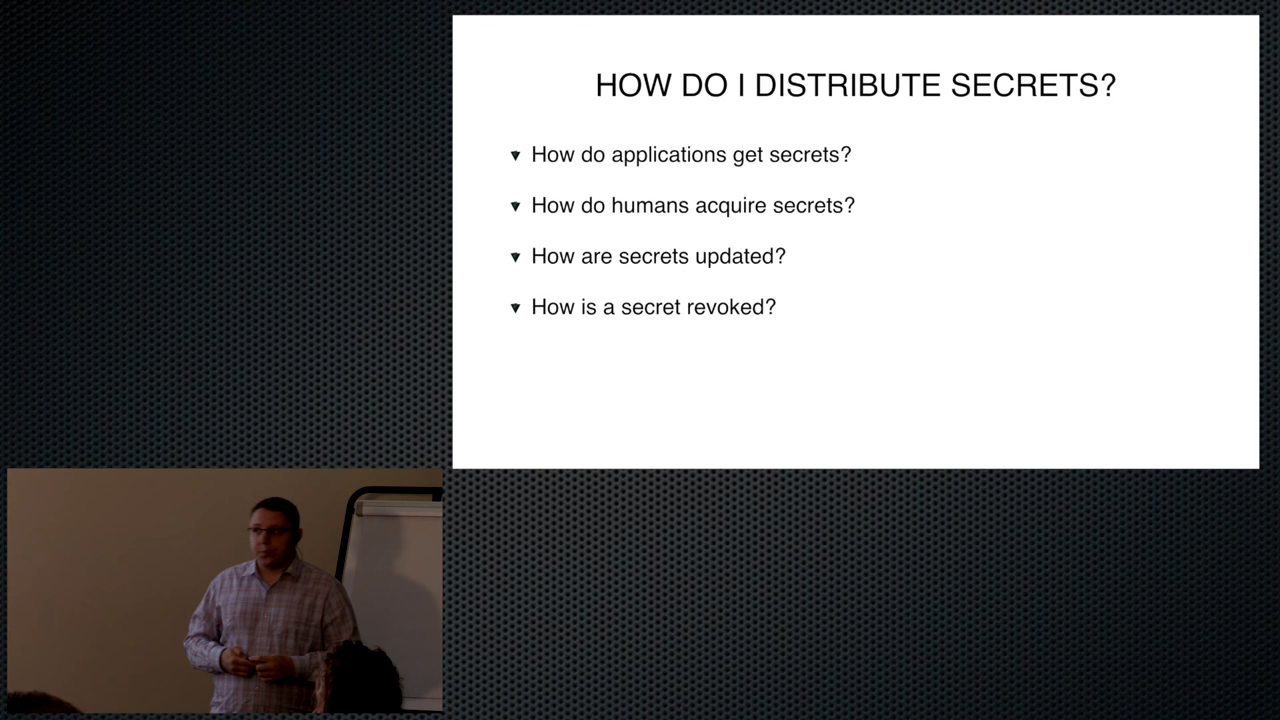 HOW DO I DISTRIBUTE SECRETS?
How do applications get secrets?
How do humans acquire secrets?
How are secrets updated?
How is a secret revoked?